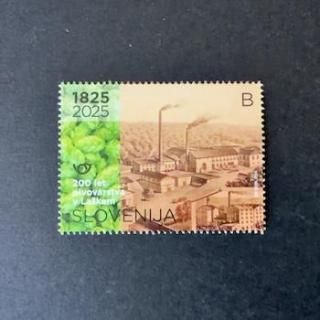 1825
2025
B
200 let
pivovarstva
v Laškem
SLOVENIJA